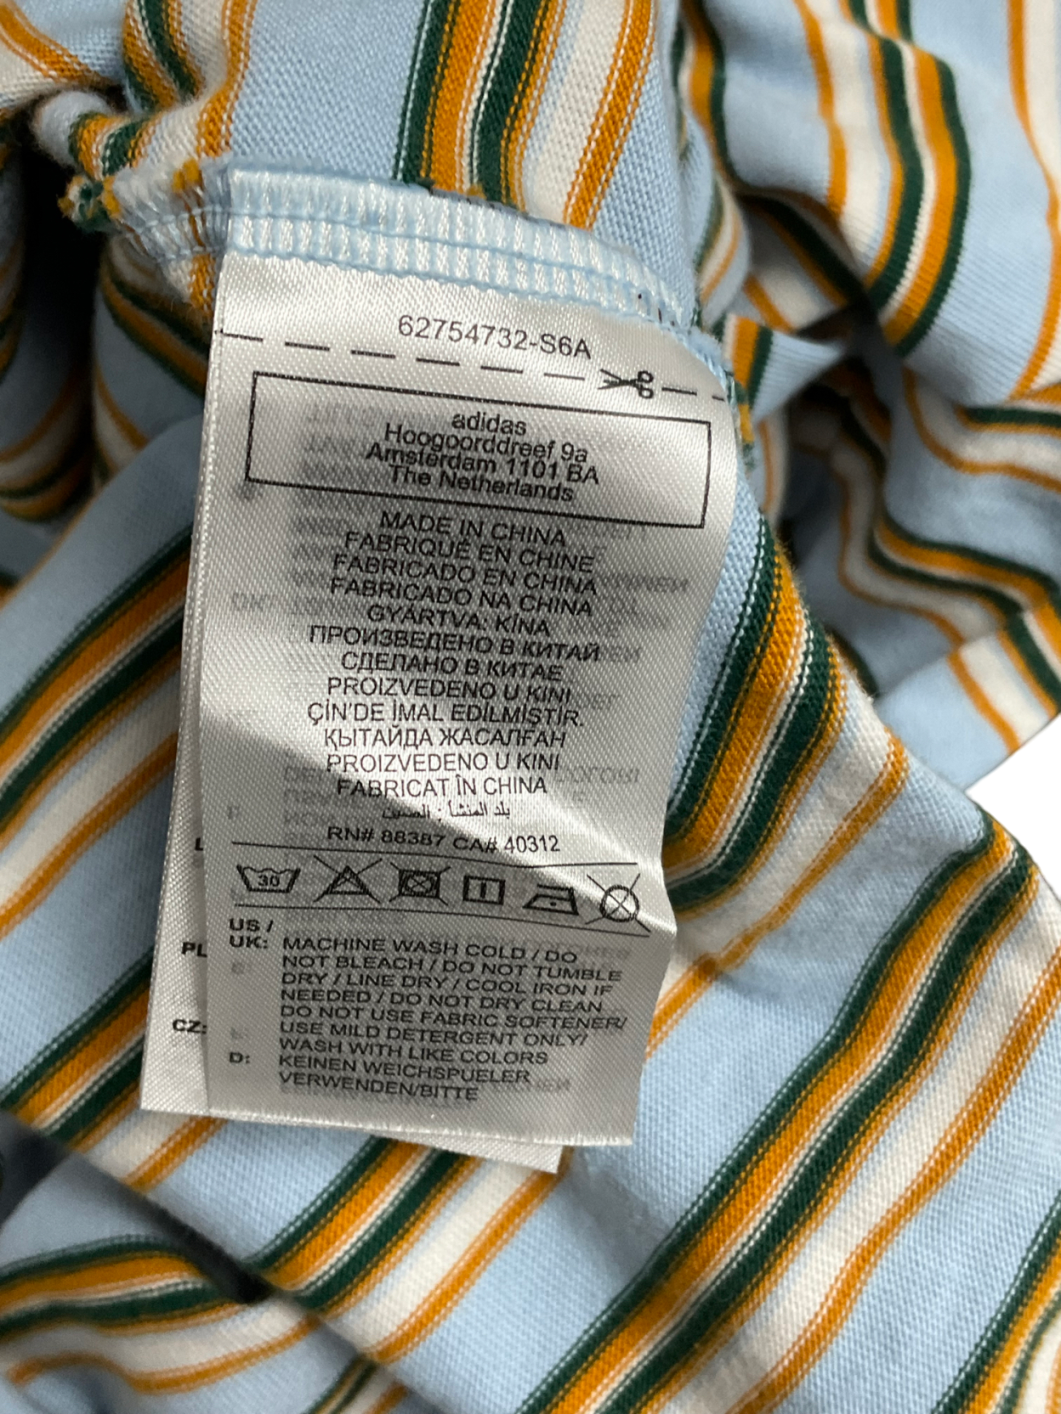 62754732-S6A
adidas
Hoogoorddreef 9a
Amsterdam 1101 BA
The Netherlands
MADE IN CHINA
FABRIQUÉ EN CHINE
FABRICADO EN CHINA
FABRICADO NA CHINA
GYÁRTVA: KÍNA
ПРОИЗВЕДЕНО В КИТАЙ
СДЕЛАНО В КИТАЕ
PROIZVEDENO U KINI
ÇİN'DE İMAL EDİLMİŞTİR.
ҚЫТАЙДА ЖАСАЛҒАН
PROIZVEDENO U KINI
FABRICAT ÎN CHINA
بلد المنشأ: الصين
RN# 88387 CA# 40312
30
US /
UK: MACHINE WASH COLD / DO
NOT BLEACH / DO NOT TUMBLE
DRY / LINE DRY / COOL IRON IF
NEEDED / DO NOT DRY CLEAN
DO NOT USE FABRIC SOFTENER/
USE MILD DETERGENT ONLY/
WASH WITH LIKE COLORS
D: KEINEN WEICHSPUELER
VERWENDEN/BITTE
PL
CZ: